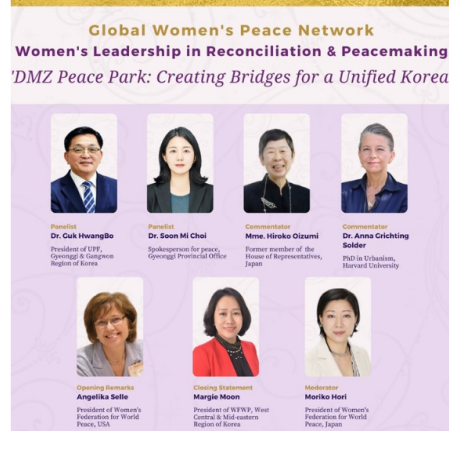 Global Women's Peace Network
Women's Leadership in Reconciliation & Peacemaking
"DMZ Peace Park: Creating Bridges for a Unified Korea
Panelist
Dr. Guk HwangBo
President of UPF,
Gyeonggi & Gangwon
Region of Korea
Panelist
Dr. Soon Mi Choi
Spokesperson for peace,
Gyeonggi Provincial Office
Commentator
Mme. Hiroko Oizumi
Former member of the
House of Representatives,
Japan
Commentator
Dr. Anna Grichting
Solder
PhD in Urbanism,
Harvard University
Opening Remarks
Angelika Selle
President of Women's
Federation for World
Peace, USA
Closing Statement
Margie Moon
President of WFWP, West
Central & Mid-eastern
Region of Korea
Moderator
Moriko Hori
President of Women's
Federation for World
Peace, Japan